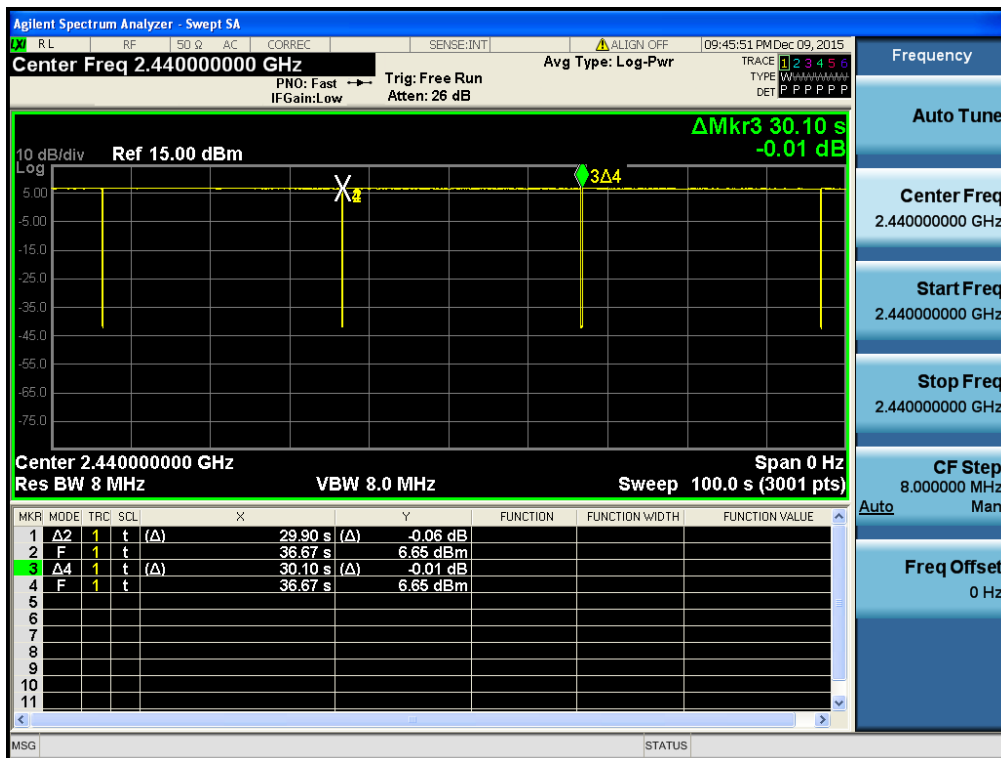 Agilent Spectrum Analyzer - Swept SA
LXI RL RF 50 Ω AC CORREC SENSE:INT ALIGN OFF 09:45:51 PM Dec 09, 2015
Center Freq 2.440000000 GHz
PNO: Fast
IFGain:Low
Trig: Free Run
Atten: 26 dB
Avg Type: Log-Pwr
TRACE 1 2 3 4 5 6
TYPE W
DET P P P P P P
ΔMkr3 30.10 s
-0.01 dB
10 dB/div Ref 15.00 dBm
Log
5.00
-5.00
-15.0
-25.0
-35.0
-45.0
-55.0
-65.0
-75.0
3Δ4
Center 2.440000000 GHz Span 0 Hz
Res BW 8 MHz VBW 8.0 MHz Sweep 100.0 s (3001 pts)
MKR MODE TRC SCL X Y FUNCTION FUNCTION WIDTH FUNCTION VALUE
1 Δ2 1 t (Δ) 29.90 s (Δ) -0.06 dB
2 F 1 t 36.67 s 6.65 dBm
3 Δ4 1 t (Δ) 30.10 s (Δ) -0.01 dB
4 F 1 t 36.67 s 6.65 dBm
5
6
7
8
9
10
11
MSG STATUS
Frequency
Auto Tune
Center Freq
2.440000000 GHz
Start Freq
2.440000000 GHz
Stop Freq
2.440000000 GHz
CF Step
8.000000 MHz
Auto Man
Freq Offset
0 Hz